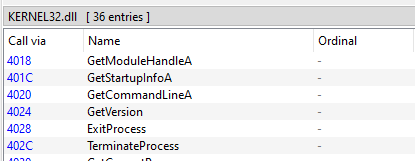 KERNEL32.dll [ 36 entries ]
Call via Name Ordinal
4018 GetModuleHandleA -
401C GetStartupInfoA -
4020 GetCommandLineA -
4024 GetVersion -
4028 ExitProcess -
402C TerminateProcess -